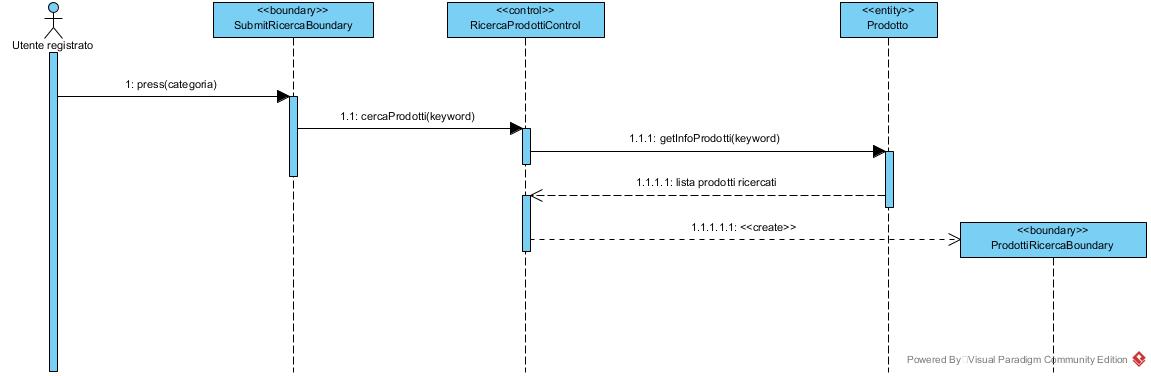 <<boundary>>
SubmitRicercaBoundary
<<control>>
RicercaProdottiControl
<<entity>>
Prodotto
Utente registrato
1: press(categoria)
1.1: cercaProdotti(keyword)
1.1.1: getInfoProdotti(keyword)
1.1.1.1: lista prodotti ricercati
1.1.1.1.1: <<create>>
<<boundary>>
ProdottiRicercaBoundary
Powered By Visual Paradigm Community Edition